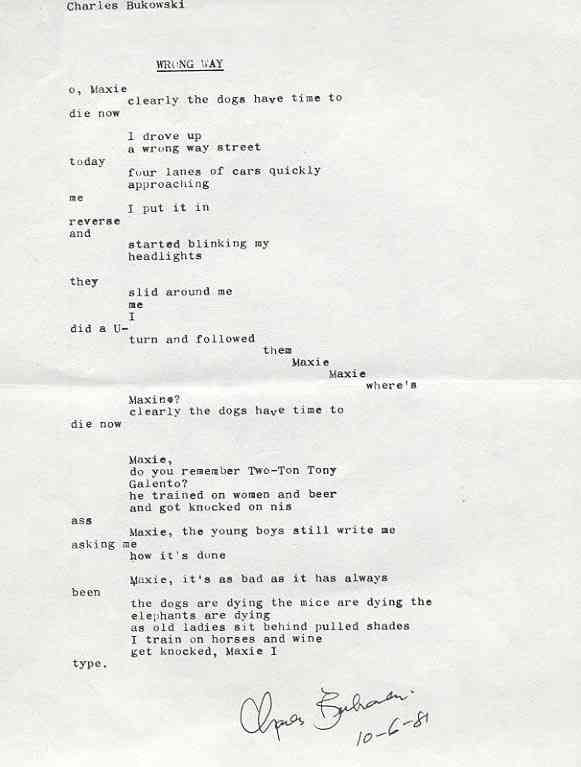 Charles Bukowski
WRONG WAY
o, Maxie
clearly the dogs have time to
die now
I drove up
a wrong way street
today
four lanes of cars quickly
approaching
me
I put it in
reverse
and
started blinking my
headlights
they
slid around me
me
I
did a U-
turn and followed
them
Maxie
Maxie
where's
Maxine?
clearly the dogs have time to
die now
Maxie,
do you remember Two-Ton Tony
Galento?
he trained on women and beer
and got knocked on his
ass
Maxie, the young boys still write me
asking me
how it's done
Maxie, it's as bad as it has always
been
the dogs are dying the mice are dying the
elephants are dying
as old ladies sit behind pulled shades
I train on horses and wine
get knocked, Maxie I
type.
Charles Bukowski
10-6-81